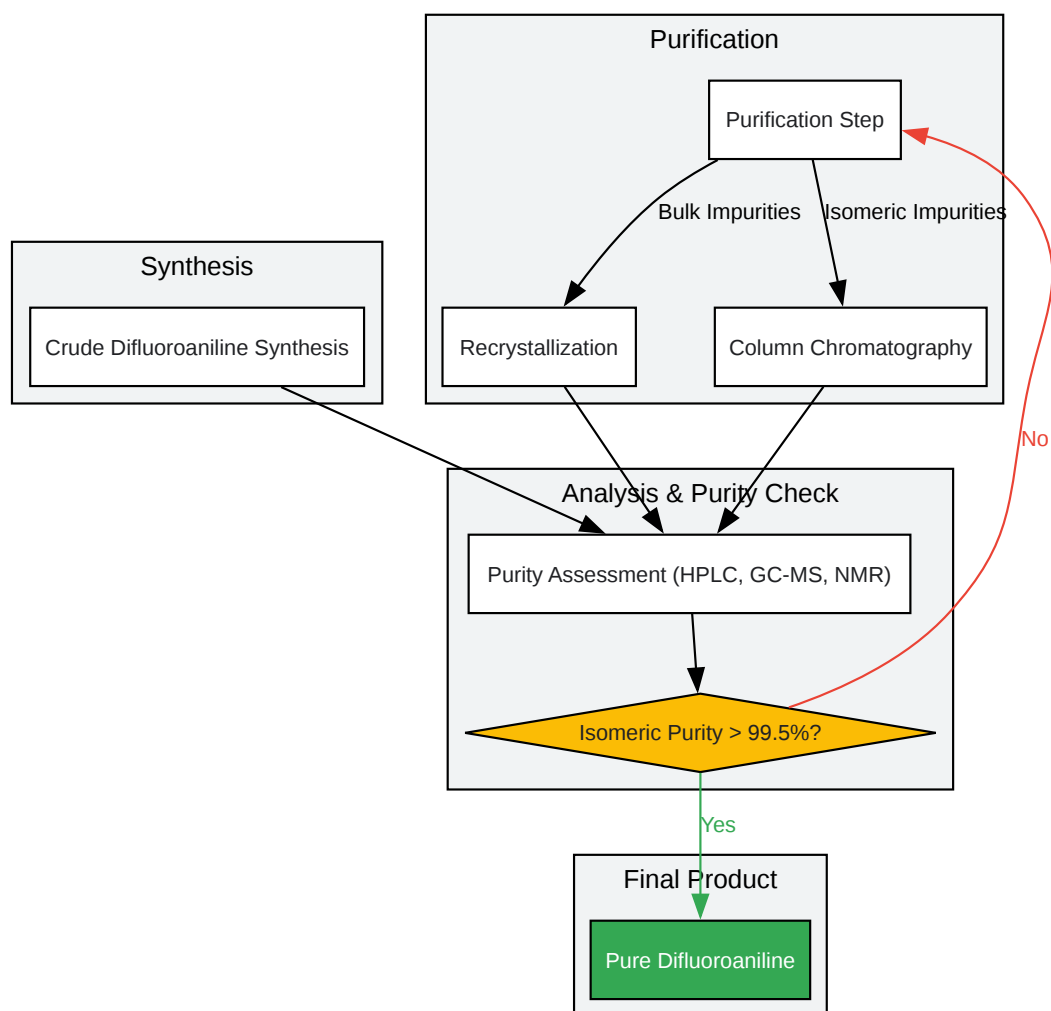 Purification
Purification Step
Bulk Impurities
Isomeric Impurities
Synthesis
Crude Difluoroaniline Synthesis
Recrystallization
Column Chromatography
No
Analysis & Purity Check
Purity Assessment (HPLC, GC-MS, NMR)
Isomeric Purity > 99.5%?
Yes
Final Product
Pure Difluoroaniline